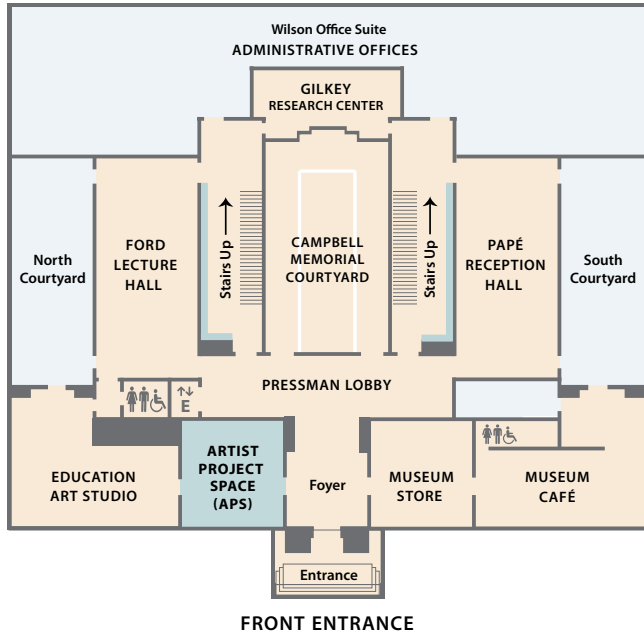 Wilson Office Suite
ADMINISTRATIVE OFFICES
GILKEY
RESEARCH CENTER
North
Courtyard
FORD
LECTURE
HALL
Stairs Up
CAMPBELL
MEMORIAL
COURTYARD
Stairs Up
PAPÉ
RECEPTION
HALL
South
Courtyard
PRESSMAN LOBBY
E
EDUCATION
ART STUDIO
ARTIST
PROJECT
SPACE
(APS)
Foyer
MUSEUM
STORE
MUSEUM
CAFÉ
Entrance
FRONT ENTRANCE